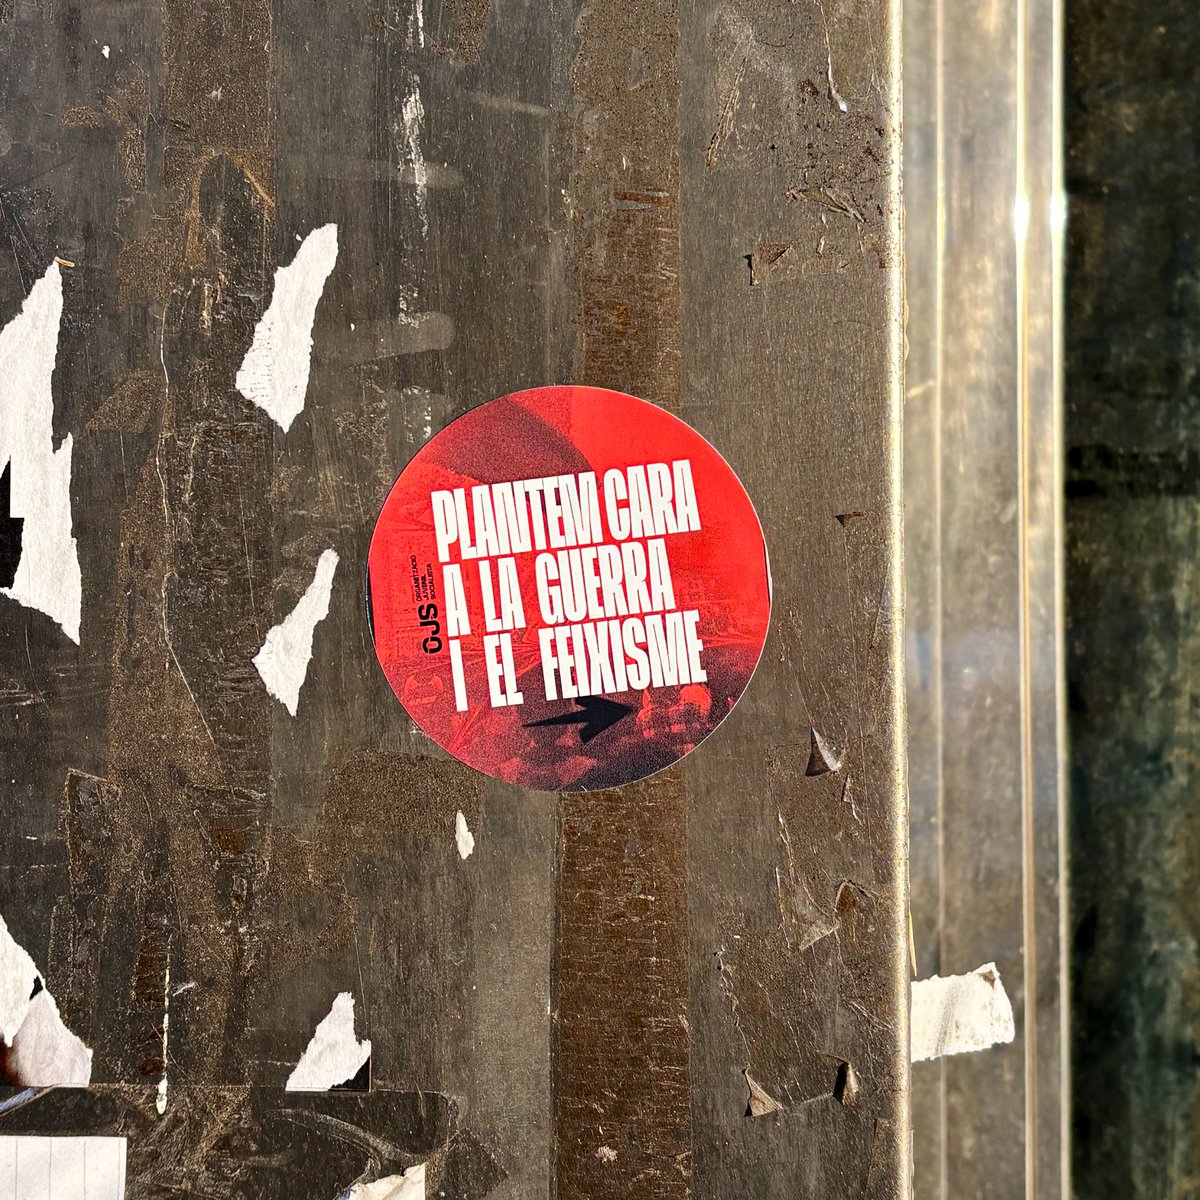 PLANTEM CARA
A LA GUERRA
I EL FEIXISME
OJS
ORGANITZACIÓ
JUVENIL
SOCIALISTA